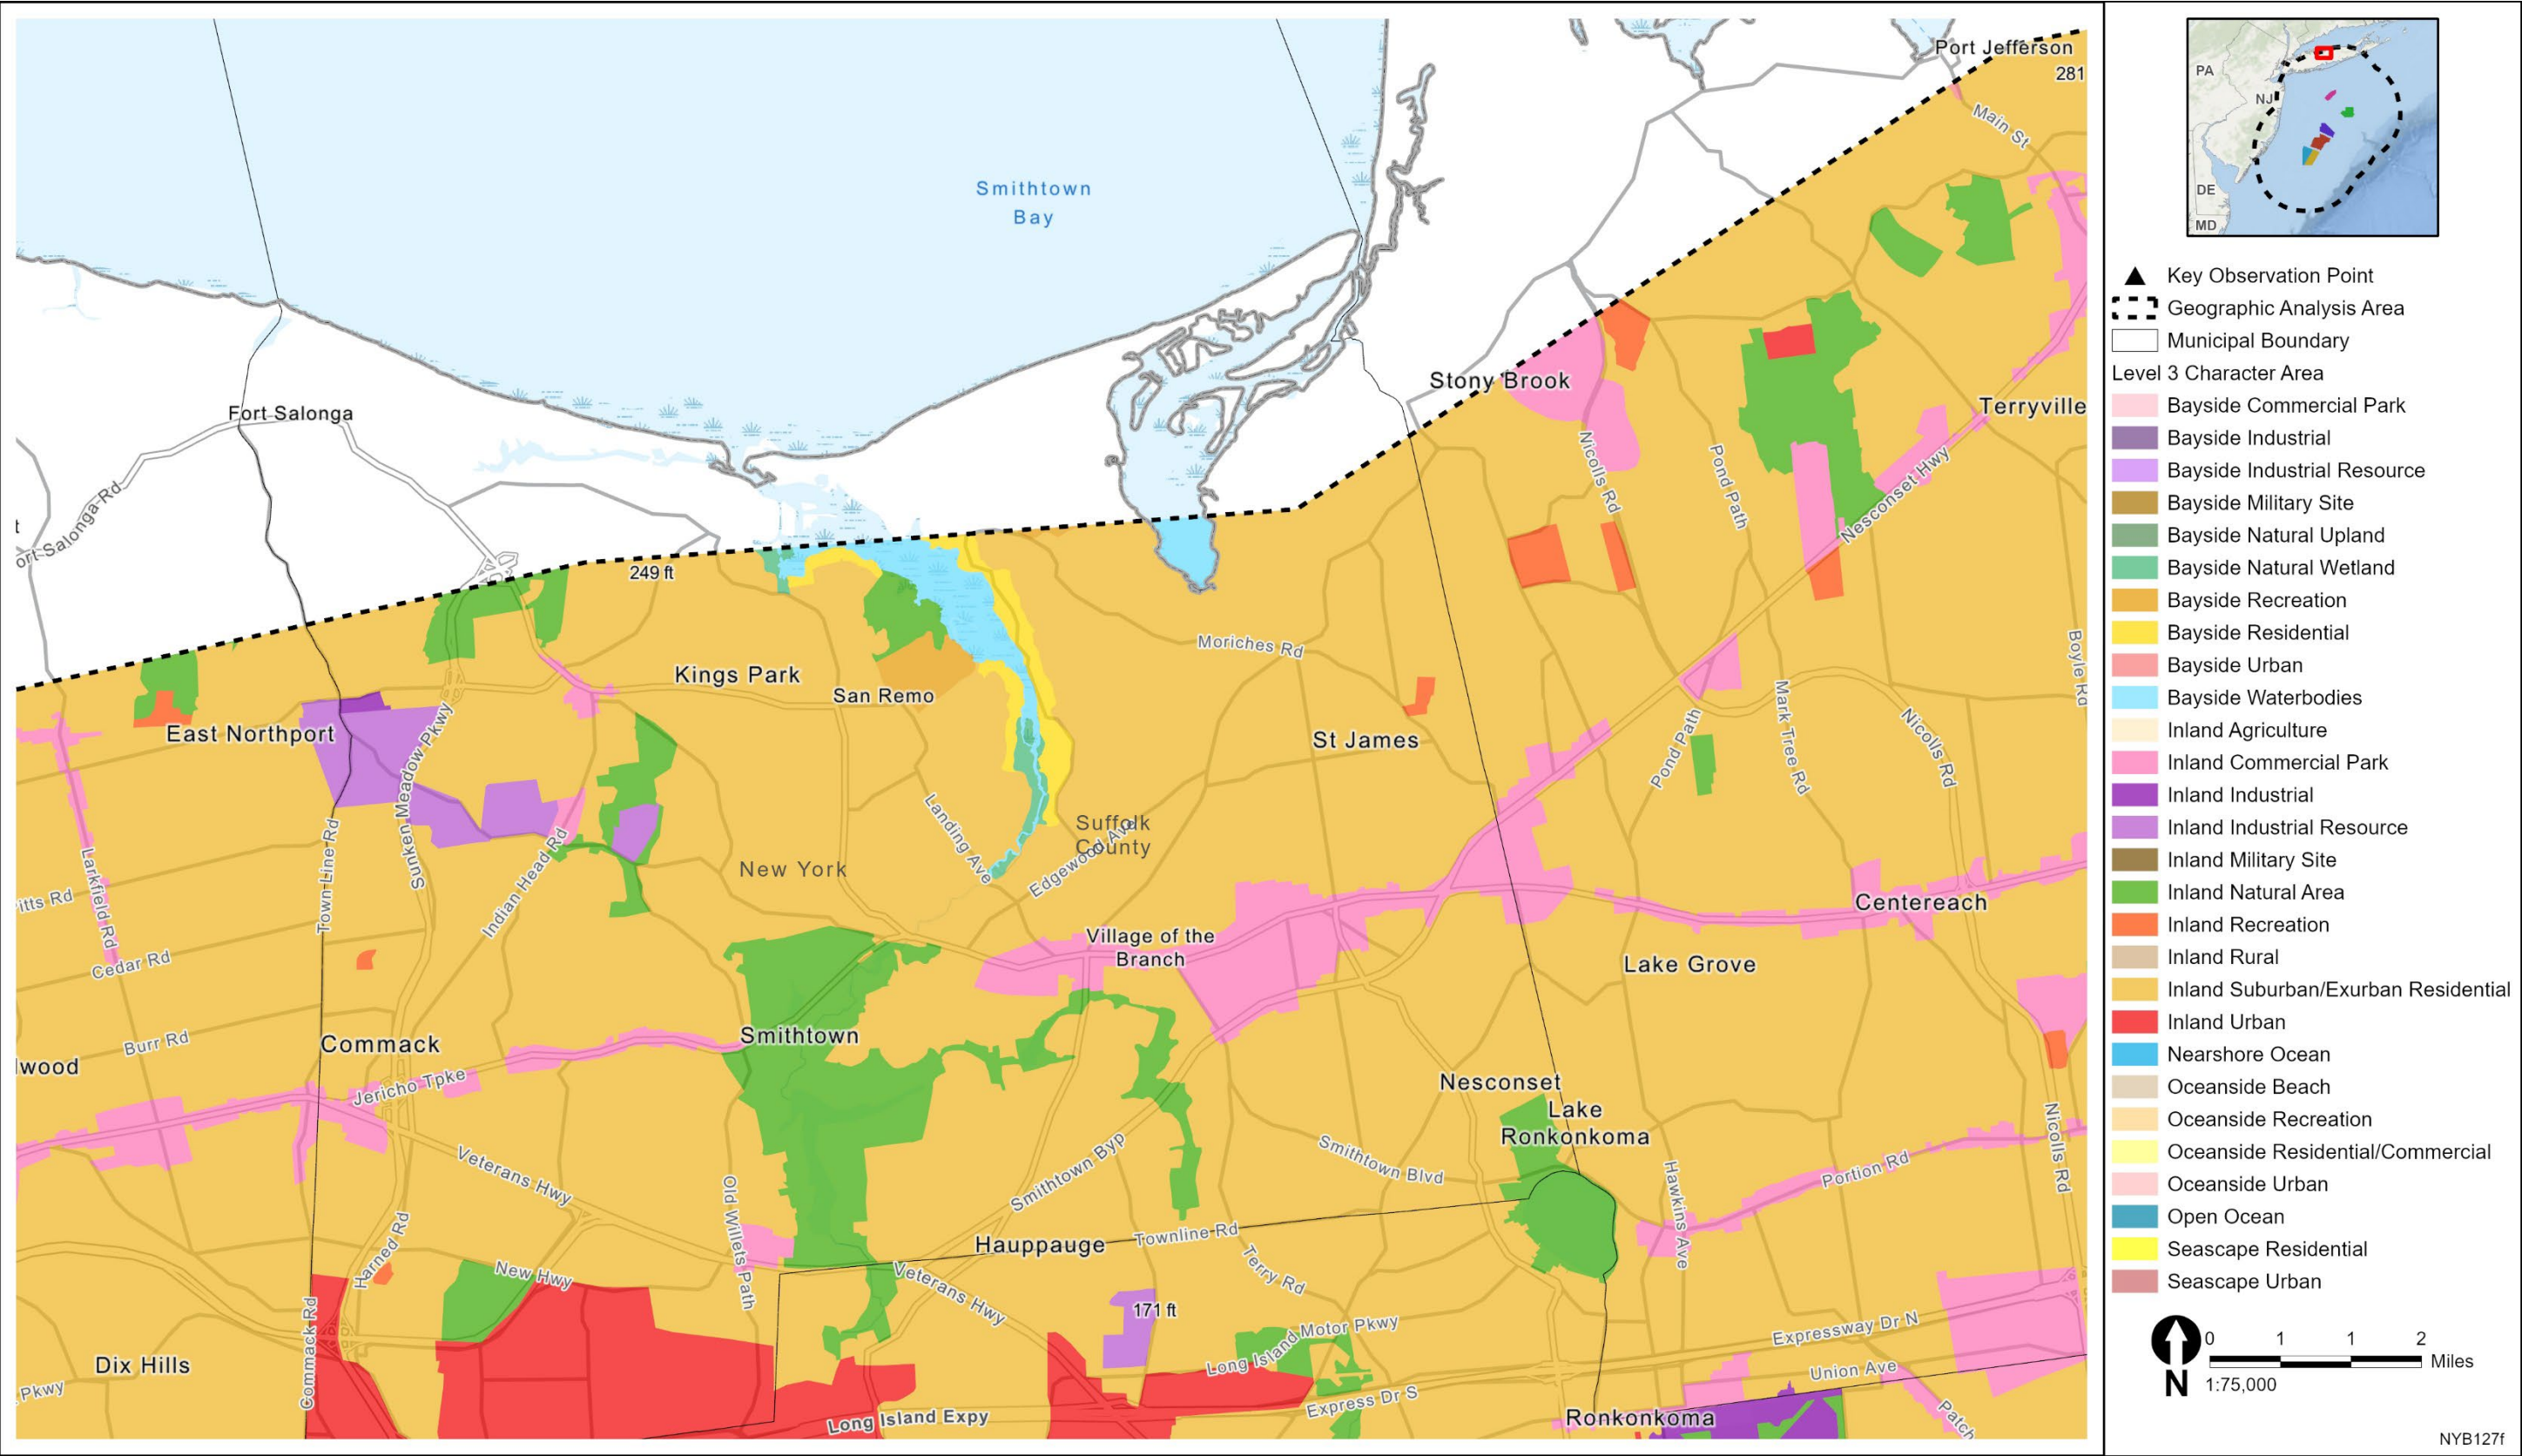 Smithtown
Bay
Port Jefferson
281
Main St
Fort Salonga
Stony Brook
Terryville
ort-Salonga-Rd
t
Nicolls Rd
Pond Path
Nesconset Hwy
249 ft
Moriches Rd
Boyle Rd
Kings Park
San Remo
East Northport
St James
Sunken Meadow Pkwy
Pond Path
Mark Tree Rd
Nicolls Rd
Larkfield Rd
Town Line Rd
Indian Head Rd
New York
Landing Ave
Suffolk
County
Edgewood Ave
itts Rd
Cedar Rd
Village of the
Branch
Centereach
Lake Grove
Burr Rd
Commack
Smithtown
lwood
Jericho Tpke
Nesconset
Lake
Ronkonkoma
Veterans Hwy
Old Willets Path
Smithtown Byp
Smithtown Blvd
Hawkins Ave
Portion Rd
Nicolls Rd
Harned Rd
New Hwy
Hauppauge
Townline Rd
Terry Rd
Veterans Hwy
171 ft
Commack Rd
Dix Hills
Pkwy
Long Island Motor Pkwy
Expressway Dr N
Union Ave
Express Dr S
Long Island Expy
Ronkonkoma
Patch
PA
NJ
DE
MD
Key Observation Point
Geographic Analysis Area
Municipal Boundary
Level 3 Character Area
Bayside Commercial Park
Bayside Industrial
Bayside Industrial Resource
Bayside Military Site
Bayside Natural Upland
Bayside Natural Wetland
Bayside Recreation
Bayside Residential
Bayside Urban
Bayside Waterbodies
Inland Agriculture
Inland Commercial Park
Inland Industrial
Inland Industrial Resource
Inland Military Site
Inland Natural Area
Inland Recreation
Inland Rural
Inland Suburban/Exurban Residential
Inland Urban
Nearshore Ocean
Oceanside Beach
Oceanside Recreation
Oceanside Residential/Commercial
Oceanside Urban
Open Ocean
Seascape Residential
Seascape Urban
0 1 1 2
Miles
N
1:75,000
NYB127f